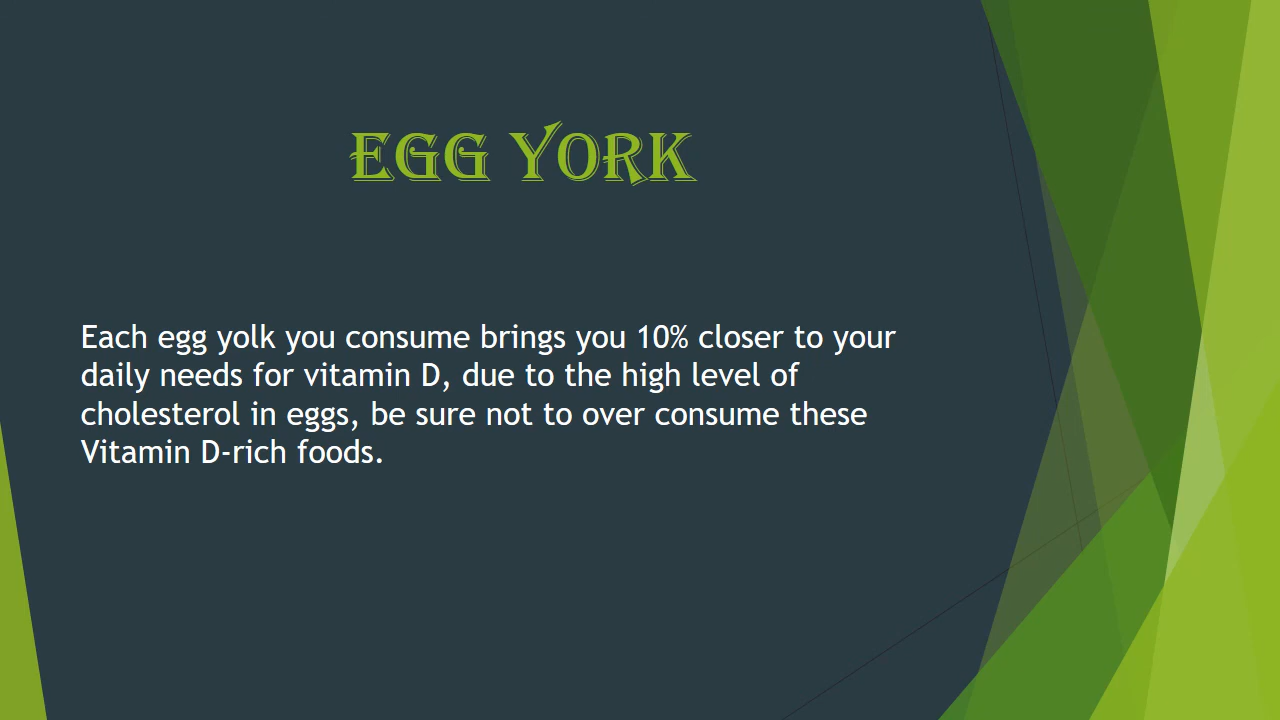 EGG YORK
Each egg yolk you consume brings you 10% closer to your
daily needs for vitamin D, due to the high level of
cholesterol in eggs, be sure not to over consume these
Vitamin D-rich foods.